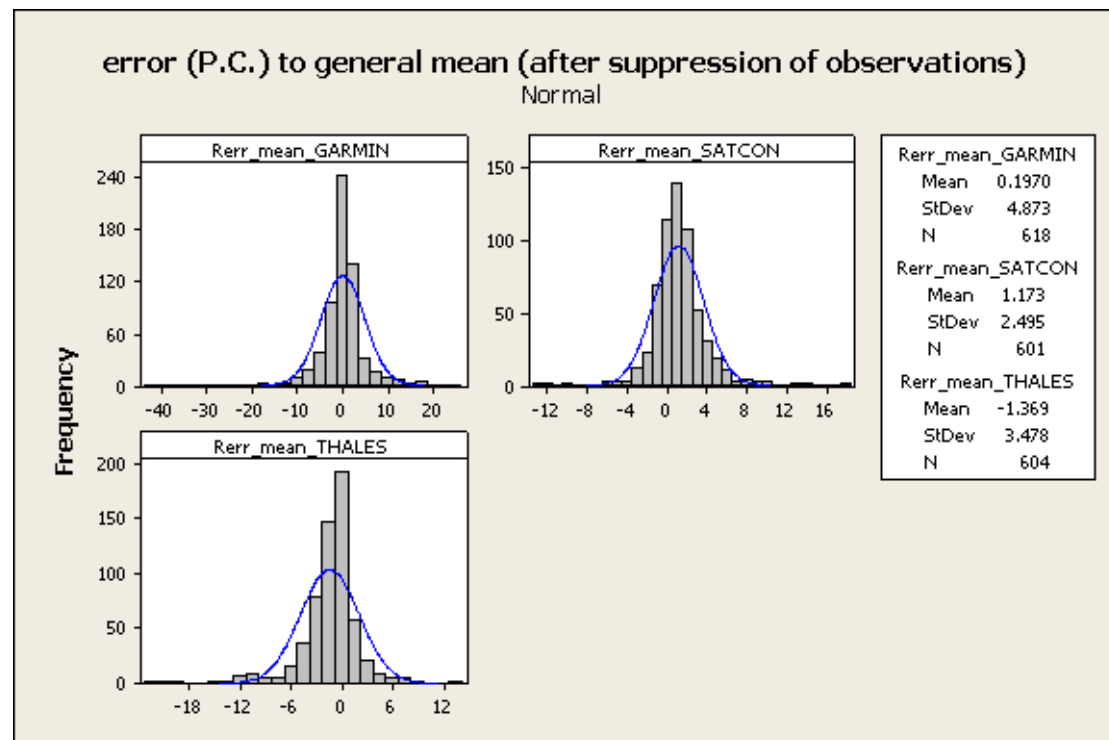 error (P.C.) to general mean (after suppression of observations)
Normal
Frequency
Rerr_mean_GARMIN
240
180
120
60
0
-40 -30 -20 -10 0 10 20
Rerr_mean_SATCON
150
100
50
0
-12 -8 -4 0 4 8 12 16
Rerr_mean_THALES
200
150
100
50
0
-18 -12 -6 0 6 12
Rerr_mean_GARMIN
Mean 0.1970
StDev 4.873
N 618
Rerr_mean_SATCON
Mean 1.173
StDev 2.495
N 601
Rerr_mean_THALES
Mean -1.369
StDev 3.478
N 604